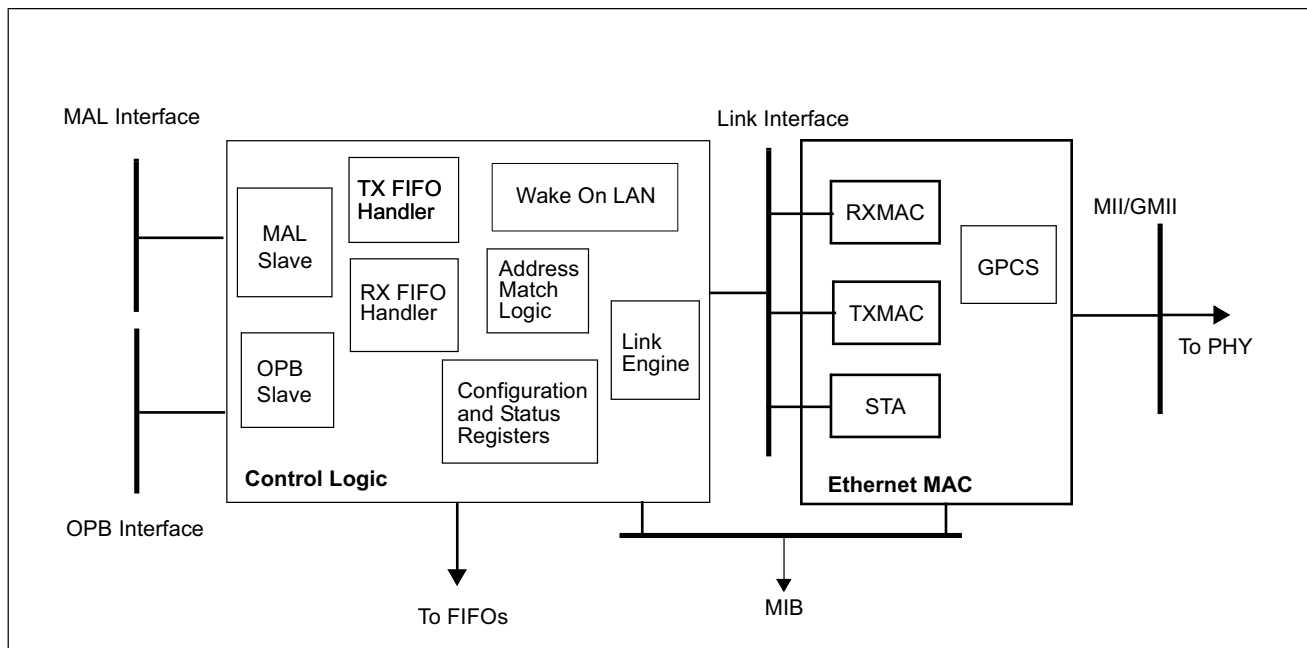 MAL Interface
Link Interface
TX FIFO
Handler
Wake On LAN
MAL
Slave
RXMAC
MII/GMII
RX FIFO
Handler
Address
Match
Logic
GPCS
Link
Engine
TXMAC
To PHY
OPB
Slave
Configuration
and Status
Registers
STA
Control Logic
Ethernet MAC
OPB Interface
To FIFOs
MIB